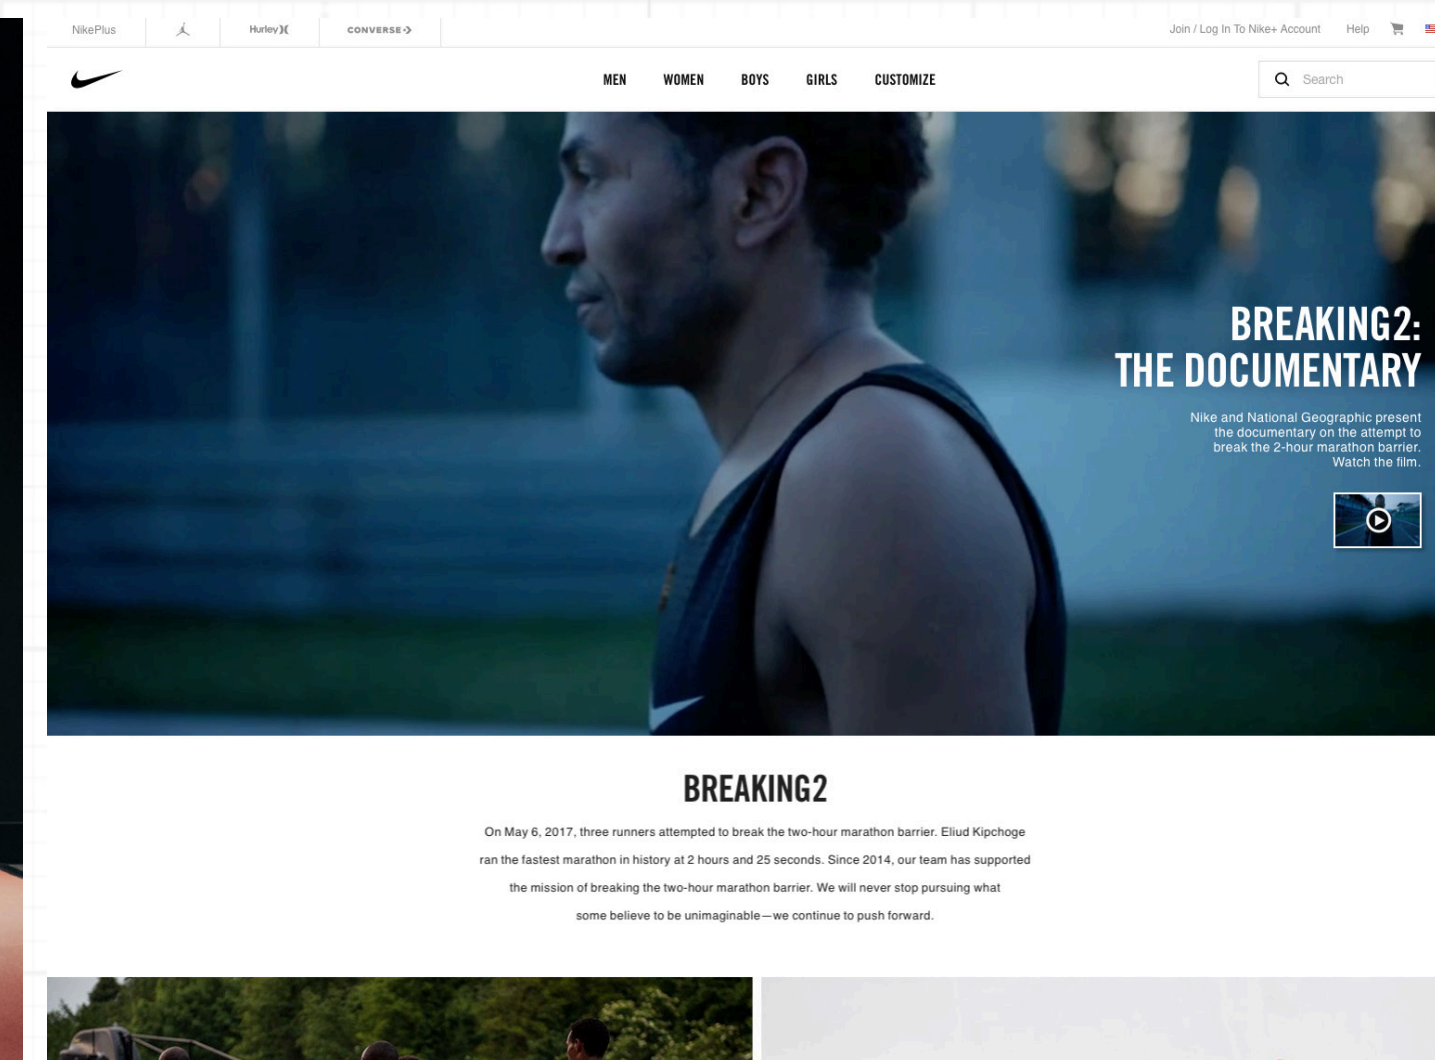 NikePlus
Hurley
CONVERSE
Join / Log In To Nike+ Account
Help
MEN
WOMEN
BOYS
GIRLS
CUSTOMIZE
Search
BREAKING2:
THE DOCUMENTARY
Nike and National Geographic present
the documentary on the attempt to
break the 2-hour marathon barrier.
Watch the film.
BREAKING2
On May 6, 2017, three runners attempted to break the two-hour marathon barrier. Eliud Kipchoge
ran the fastest marathon in history at 2 hours and 25 seconds. Since 2014, our team has supported
the mission of breaking the two-hour marathon barrier. We will never stop pursuing what
some believe to be unimaginable—we continue to push forward.